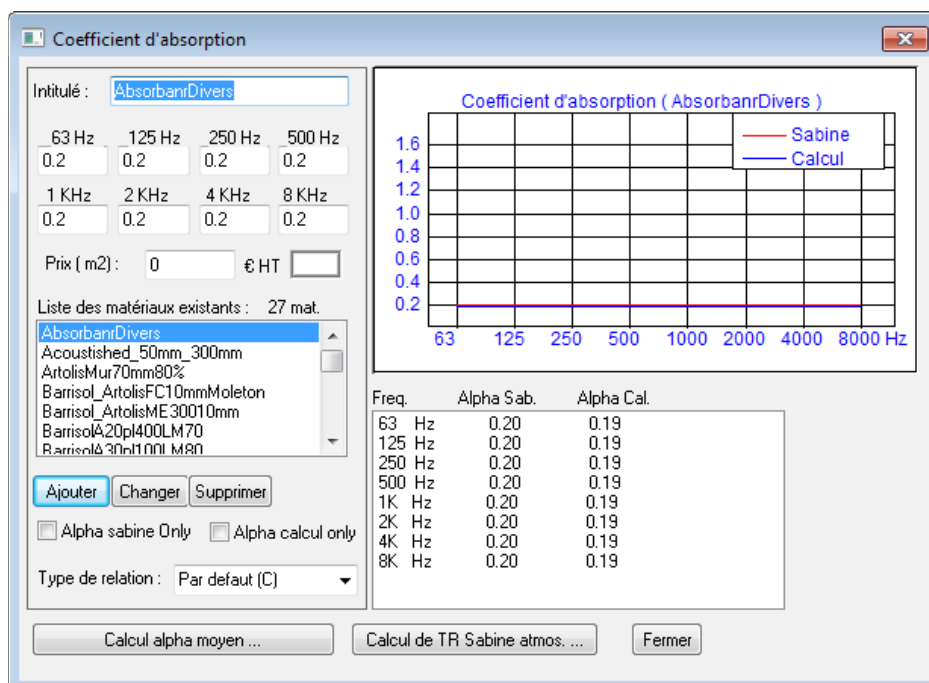 Coefficient d'absorption
Intitulé :
AbsorbanrDivers
63 Hz 125 Hz 250 Hz 500 Hz
0.2 0.2 0.2 0.2
1 KHz 2 KHz 4 KHz 8 KHz
0.2 0.2 0.2 0.2
Prix ( m2) : 0 € HT
Liste des matériaux existants : 27 mat.
AbsorbanrDivers
Acoustished_50mm_300mm
ArtolisMur70mm80%
Barrisol_ArtolisFC10mmMoleton
Barrisol_ArtolisME30010mm
BarrisolA20pl400LM70
BarrisolA30pl100LM80
Ajouter Changer Supprimer
Alpha sabine Only Alpha calcul only
Type de relation : Par defaut (C)
Coefficient d'absorption ( AbsorbanrDivers )
Sabine
Calcul
1.6
1.4
1.2
1.0
0.8
0.6
0.4
0.2
63 125 250 500 1000 2000 4000 8000 Hz
Freq. Alpha Sab. Alpha Cal.
63 Hz 0.20 0.19
125 Hz 0.20 0.19
250 Hz 0.20 0.19
500 Hz 0.20 0.19
1K Hz 0.20 0.19
2K Hz 0.20 0.19
4K Hz 0.20 0.19
8K Hz 0.20 0.19
Calcul alpha moyen ... Calcul de TR Sabine atmos. ... Fermer